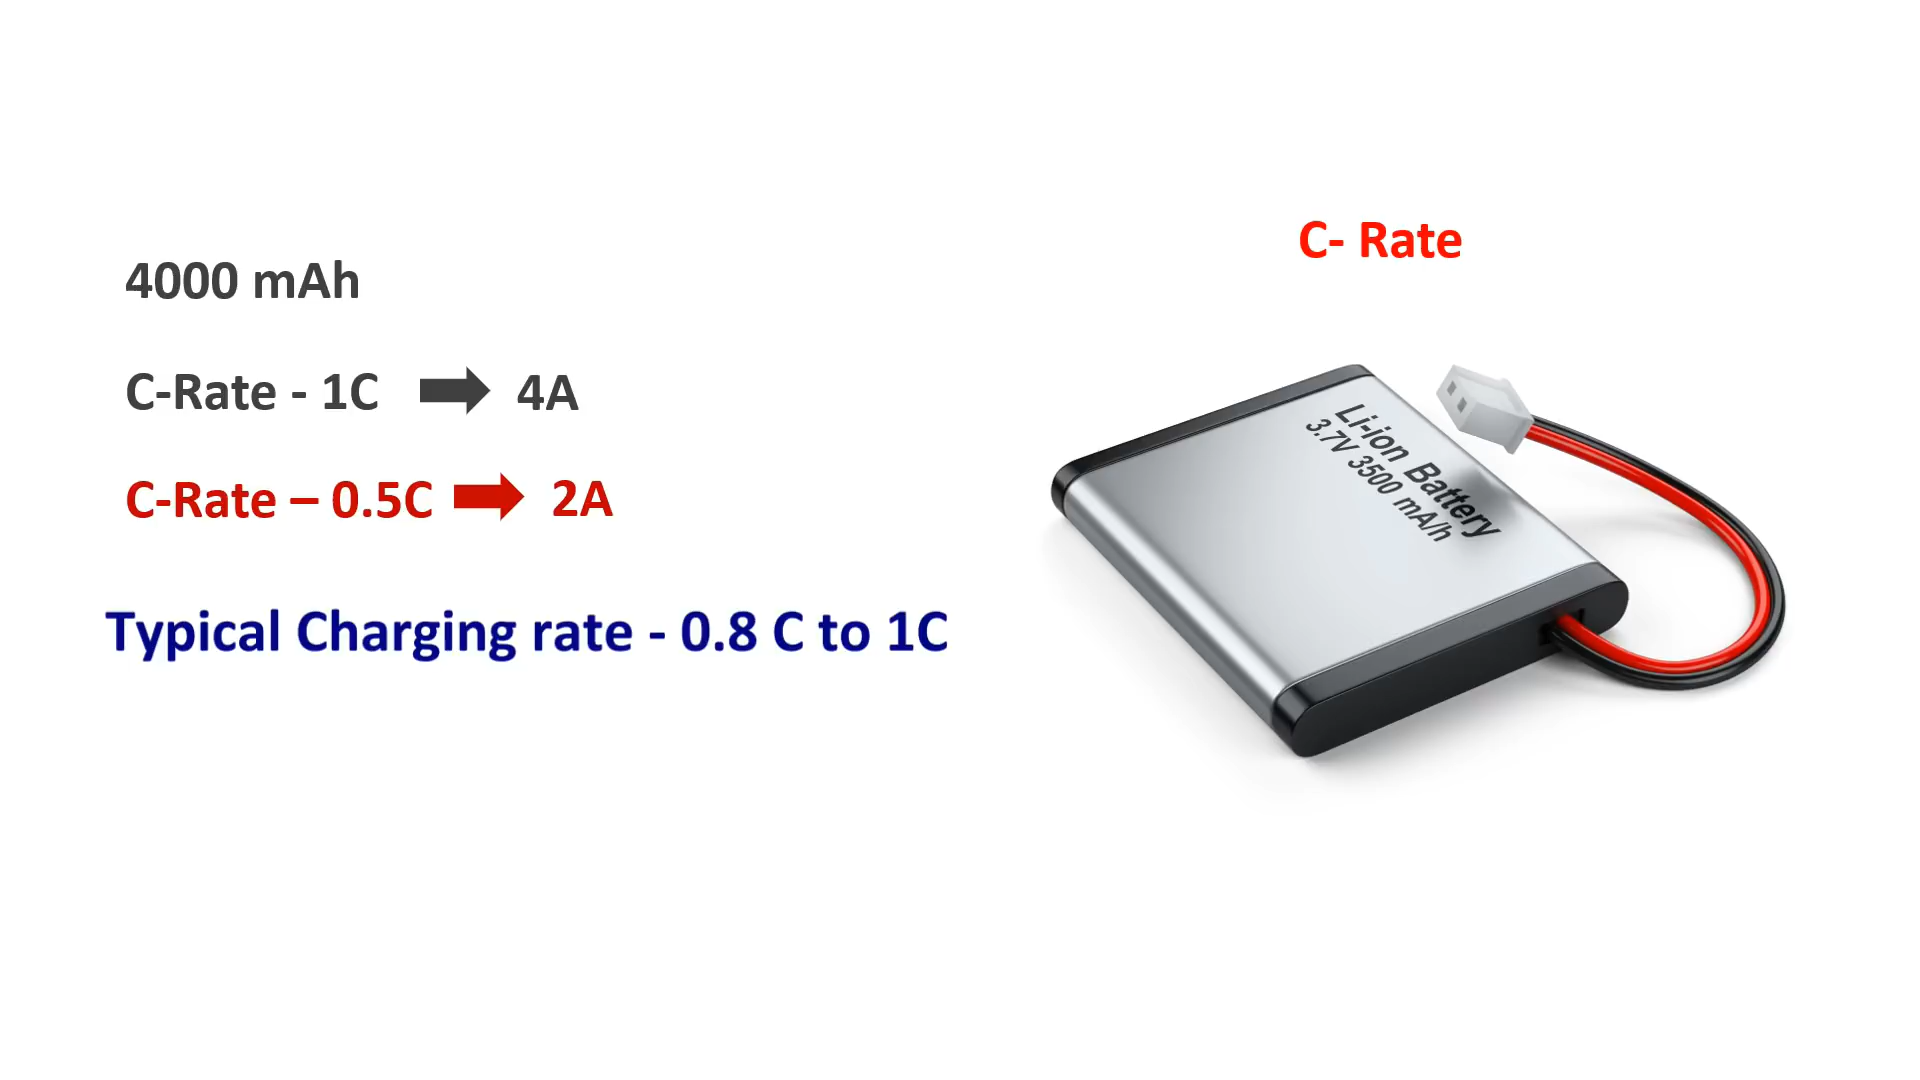 C- Rate
4000 mAh
C-Rate - 1C 4A
C-Rate – 0.5C 2A
Typical Charging rate - 0.8 C to 1C
Li-ion Battery
3.7V 3500 mA/h